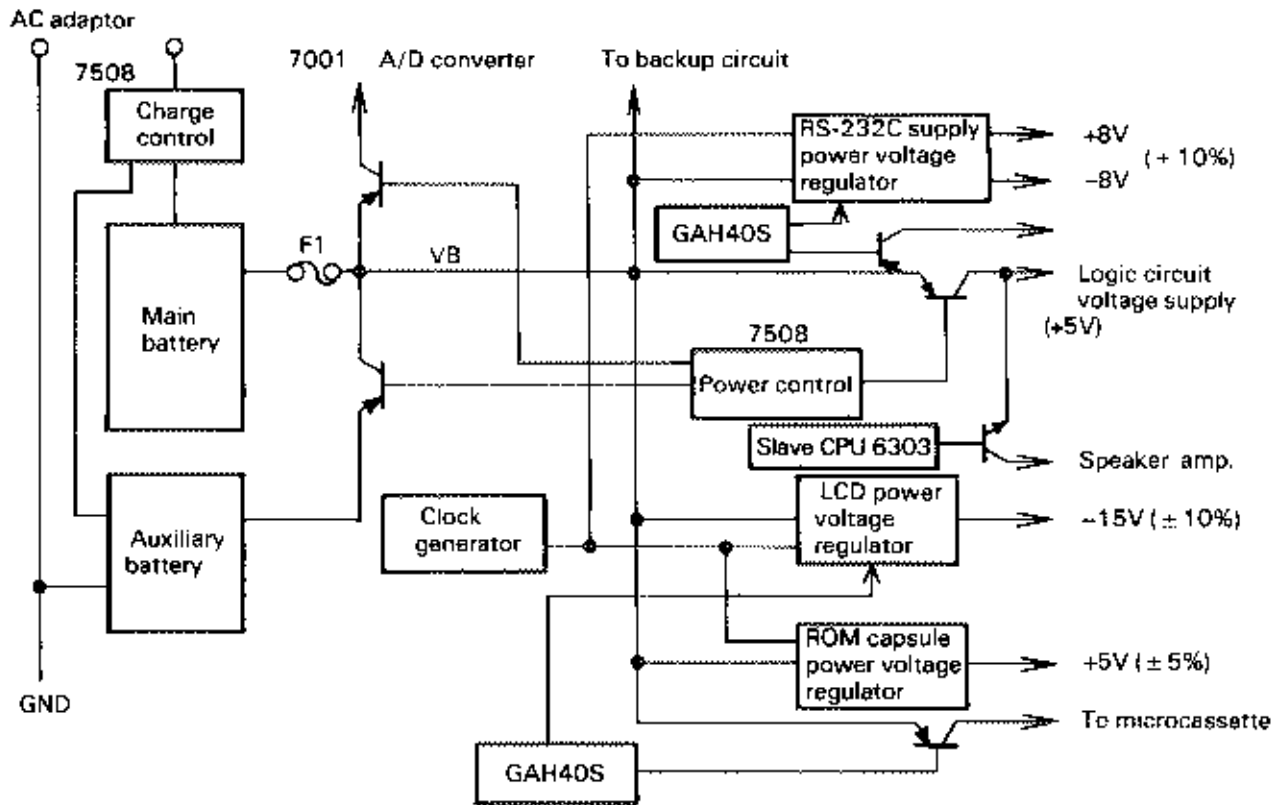 AC adaptor
7508
Charge
control
7001 A/D converter
To backup circuit
RS-232C supply
power voltage
regulator
+8V
(+ 10%)
−8V
GAH40S
F1
VB
Main
battery
Logic circuit
voltage supply
(+5V)
7508
Power control
Slave CPU 6303
Speaker amp.
Auxiliary
battery
Clock
generator
LCD power
voltage
regulator
−15V (± 10%)
ROM capsule
power voltage
regulator
+5V (± 5%)
GND
To microcassette
GAH40S